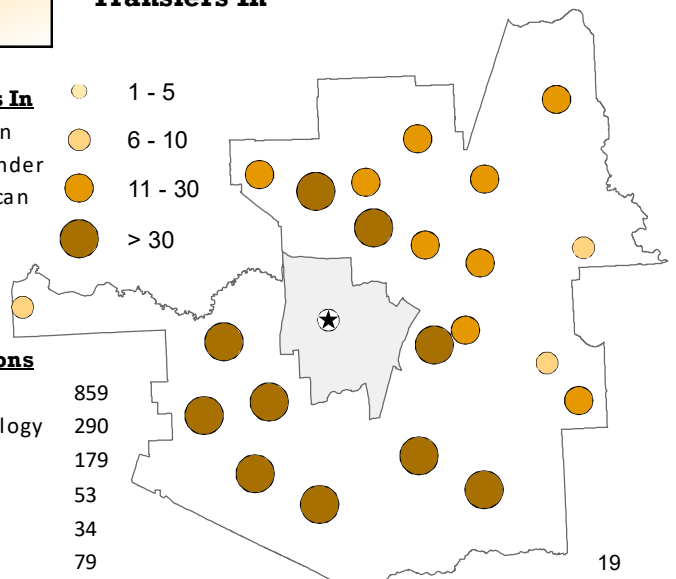 Transfers In
s In
1 - 5
n
6 - 10
nder
11 - 30
can
> 30
ons
859
logy 290
179
53
34
79
19